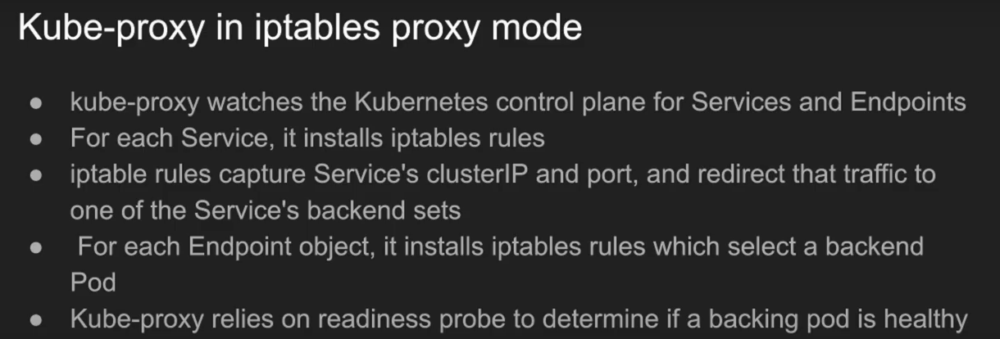 Kube-proxy in iptables proxy mode
● kube-proxy watches the Kubernetes control plane for Services and Endpoints
● For each Service, it installs iptables rules
● iptable rules capture Service's clusterIP and port, and redirect that traffic to
one of the Service's backend sets
● For each Endpoint object, it installs iptables rules which select a backend
Pod
● Kube-proxy relies on readiness probe to determine if a backing pod is healthy